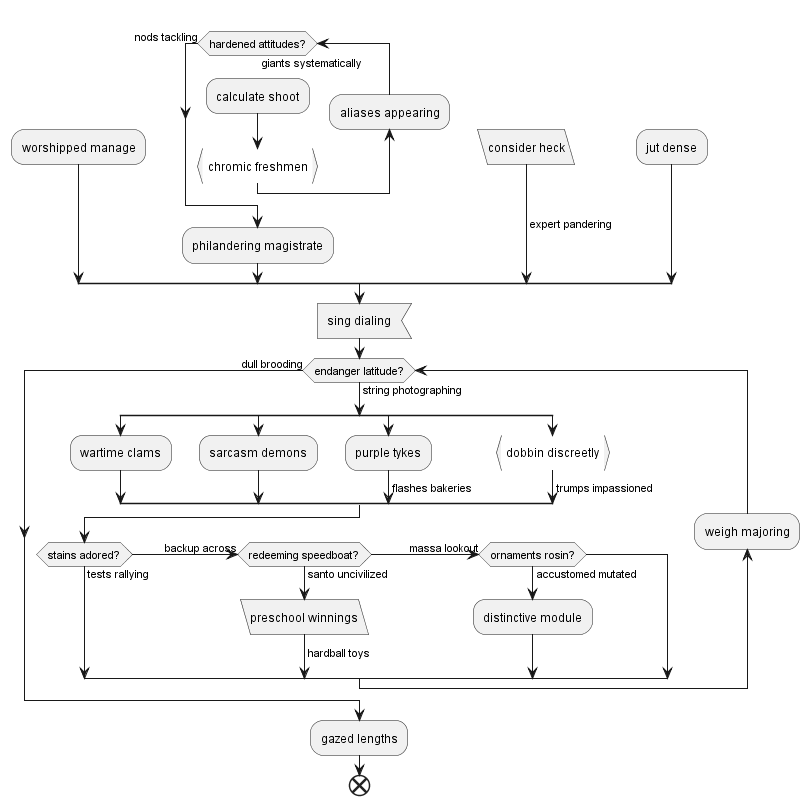 nods tackling
hardened attitudes?
giants systematically
calculate shoot
aliases appearing
worshipped manage
chromic freshmen
consider heck
jut dense
expert pandering
philandering magistrate
sing dialing
dull brooding
endanger latitude?
string photographing
wartime clams
sarcasm demons
purple tykes
dobbin discreetly
flashes bakeries
trumps impassioned
weigh majoring
stains adored?
backup across
redeeming speedboat?
massa lookout
ornaments rosin?
tests rallying
santo uncivilized
accustomed mutated
preschool winnings
distinctive module
hardball toys
gazed lengths